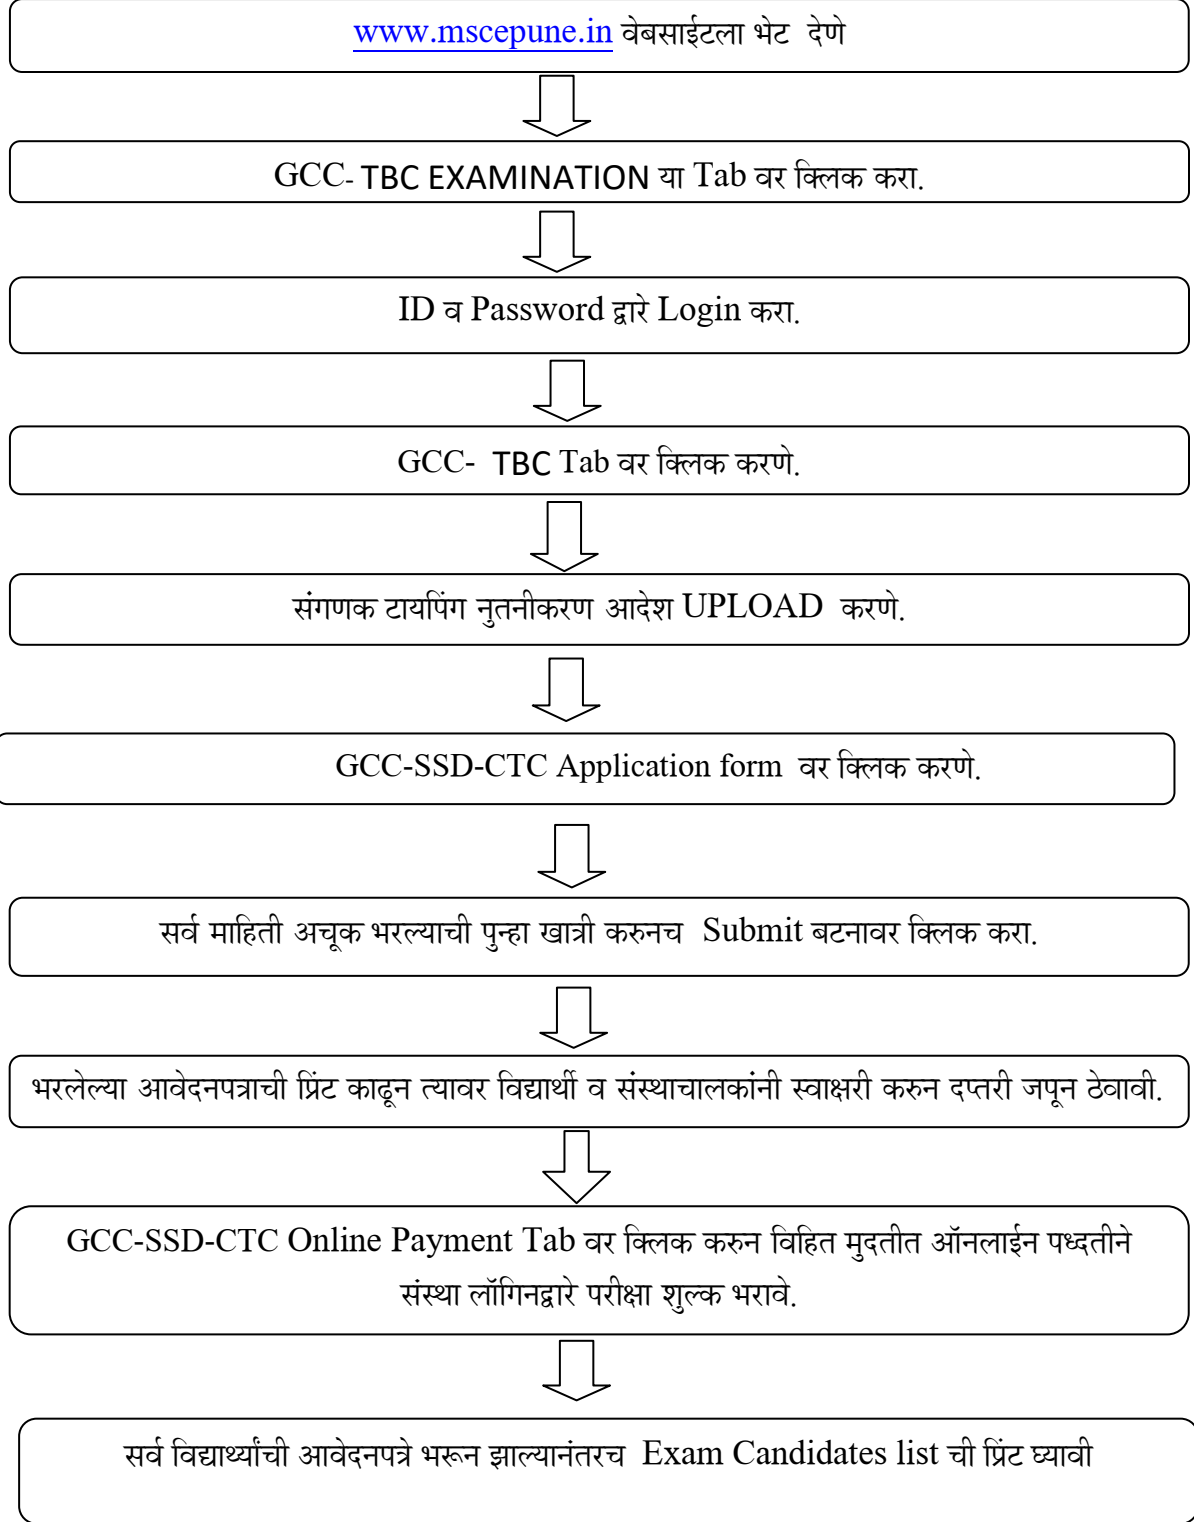 www.mscepune.in वेबसाईटला भेट देणे
GCC- TBC EXAMINATION या Tab वर क्लिक करा.
ID व Password द्वारे Login करा.
GCC- TBC Tab वर क्लिक करणे.
संगणक टायपिंग नुतनीकरण आदेश UPLOAD करणे.
GCC-SSD-CTC Application form वर क्लिक करणे.
सर्व माहिती अचूक भरल्याची पुन्हा खात्री करुनच Submit बटनावर क्लिक करा.
भरलेल्या आवेदनपत्राची प्रिंट काढून त्यावर विद्यार्थी व संस्थाचालकांनी स्वाक्षरी करुन दप्तरी जपून ठेवावी.
GCC-SSD-CTC Online Payment Tab वर क्लिक करुन विहित मुदतीत ऑनलाईन पध्दतीने
संस्था लॉगिनद्वारे परीक्षा शुल्क भरावे.
सर्व विद्यार्थ्यांची आवेदनपत्रे भरून झाल्यानंतरच Exam Candidates list ची प्रिंट घ्यावी